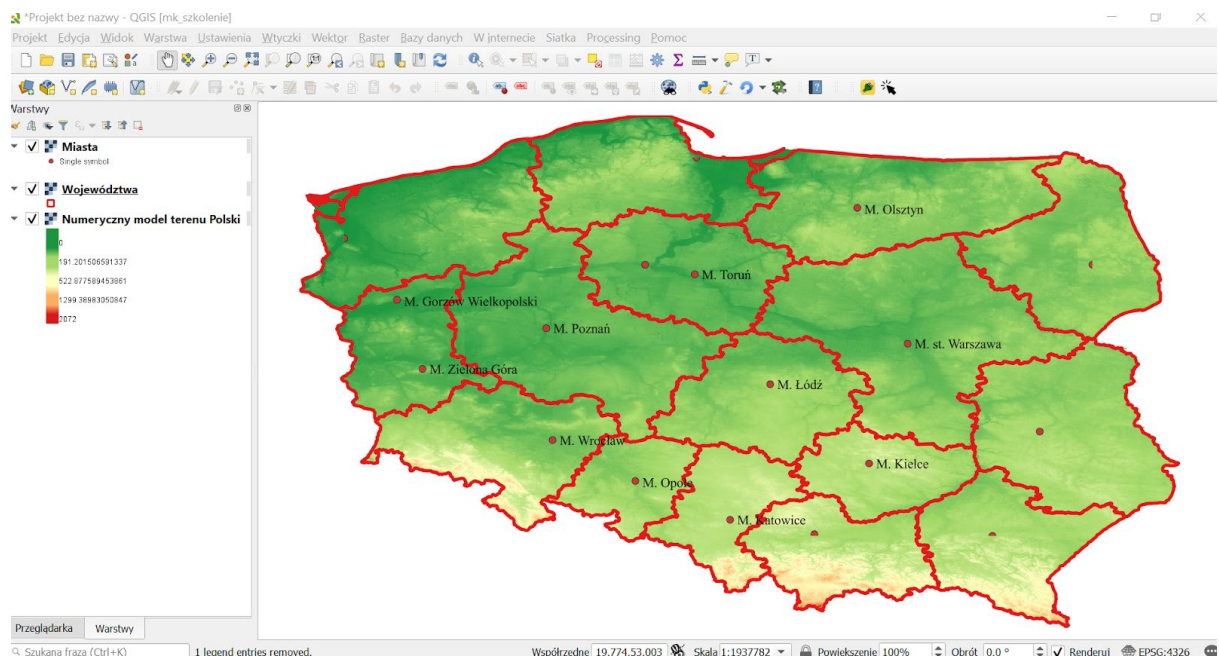 *Projekt bez nazwy - QGIS [mk_szkolenie]
Projekt Edycja Widok Warstwa Ustawienia Wtyczki Wektor Raster Bazy danych W internecie Siatka Processing Pomoc
Warstwy
Miasta
Single symbol
Województwa
Numeryczny model terenu Polski
0
191.201506591337
522.877589453861
1299.38983050847
2072
M. Olsztyn
M. Toruń
M. Gorzów Wielkopolski
M. Poznań
M. st. Warszawa
M. Zielona Góra
M. Łódź
M. Wrocław
M. Kielce
M. Opole
M. Katowice
Przeglądarka Warstwy
Szukana fraza (Ctrl+K) 1 legend entries removed. Współrzędne 19.774,53.003 Skala 1:1937782 Powiększenie 100% Obrót 0,0 ° Renderuj EPSG:4326